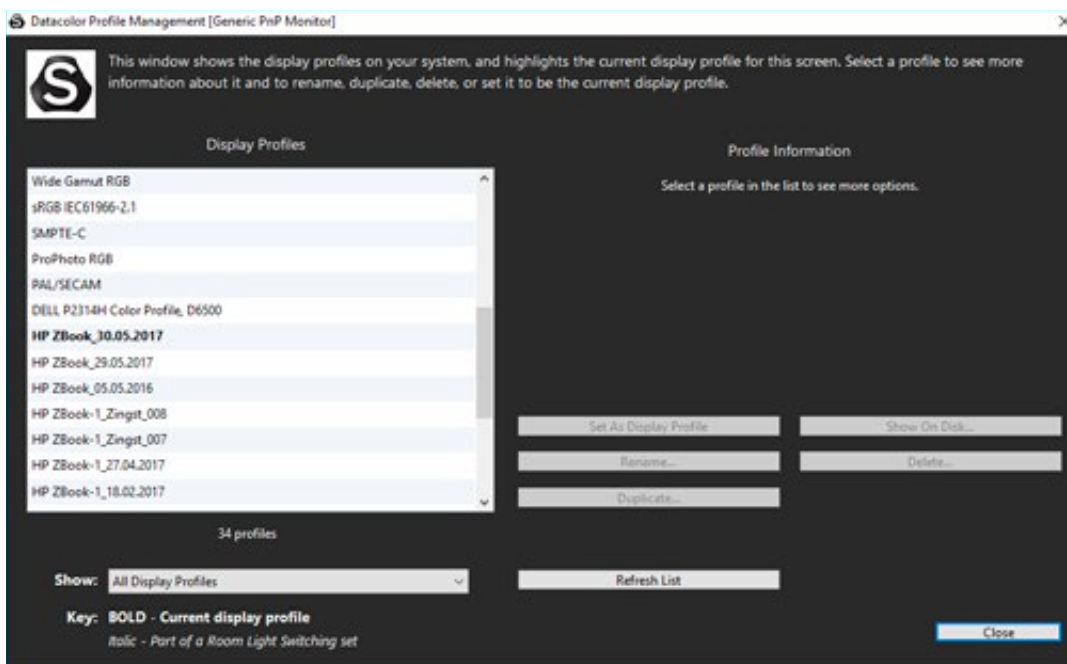 Datacolor Profile Management [Generic PnP Monitor]
This window shows the display profiles on your system, and highlights the current display profile for this screen. Select a profile to see more
information about it and to rename, duplicate, delete, or set it to be the current display profile.
Display Profiles
Wide Gamut RGB
sRGB IEC61966-2.1
SMPTE-C
ProPhoto RGB
PAL/SECAM
DELL P2314H Color Profile, D6500
HP ZBook_30.05.2017
HP ZBook_29.05.2017
HP ZBook_05.05.2016
HP ZBook-1_Zingst_008
HP ZBook-1_Zingst_007
HP ZBook-1_27.04.2017
HP ZBook-1_18.02.2017
34 profiles
Show: All Display Profiles
Key: BOLD - Current display profile
Italic - Part of a Room Light Switching set
Profile Information
Select a profile in the list to see more options.
Set As Display Profile
Show On Disk...
Rename...
Delete...
Duplicate...
Refresh List
Close